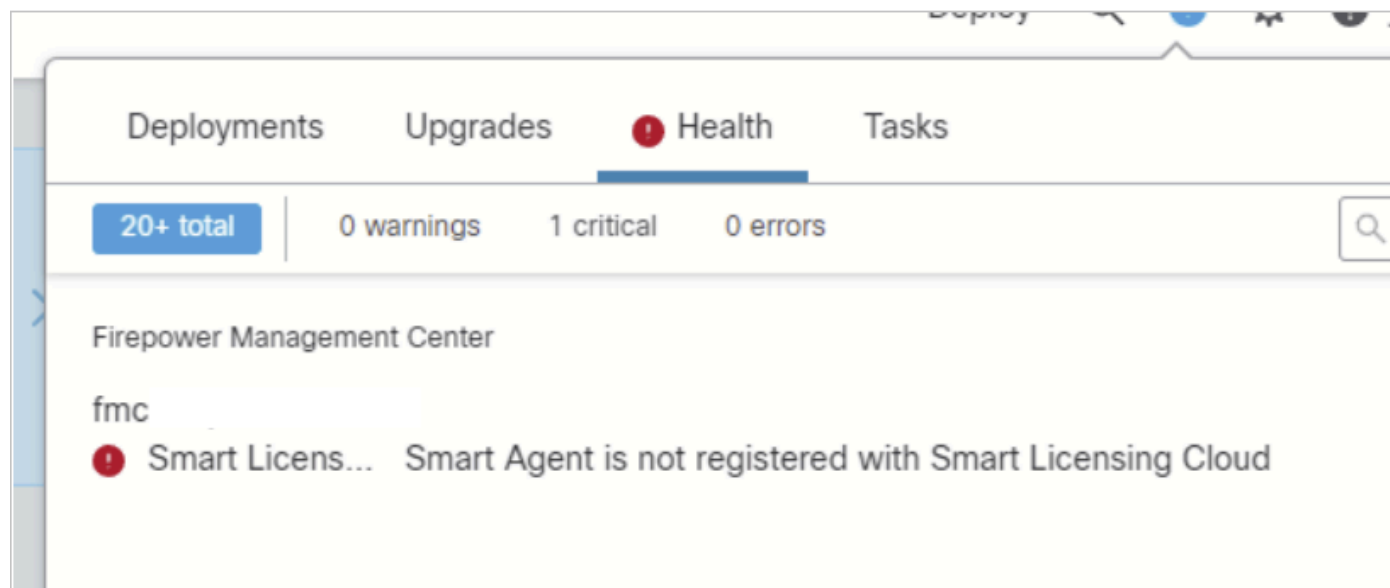 Deploy
Deployments Upgrades Health Tasks
20+ total 0 warnings 1 critical 0 errors
Firepower Management Center
fmc
Smart Licens... Smart Agent is not registered with Smart Licensing Cloud